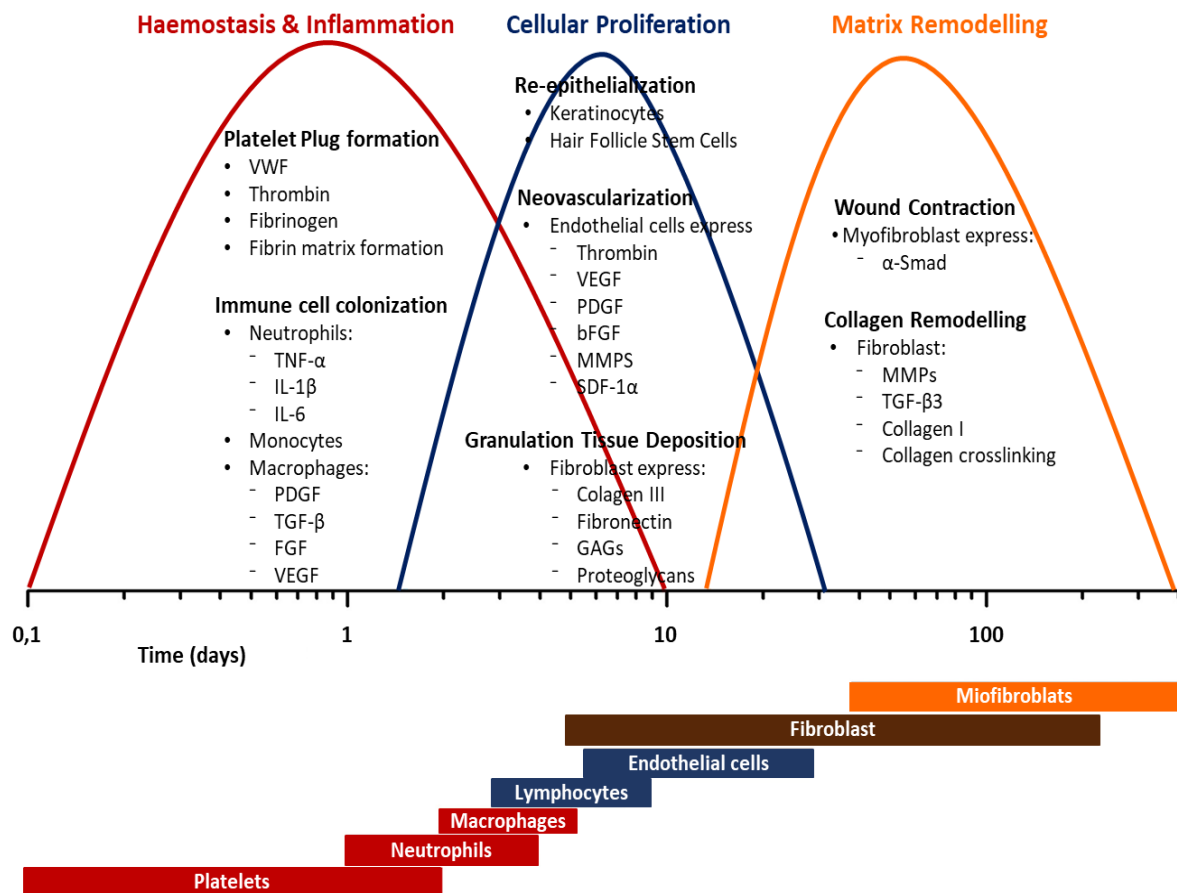 Haemostasis & Inflammation
Platelet Plug formation
• VWF
• Thrombin
• Fibrinogen
• Fibrin matrix formation
Immune cell colonization
• Neutrophils:
- TNF-α
- IL-1β
- IL-6
• Monocytes
• Macrophages:
- PDGF
- TGF-β
- FGF
- VEGF
Cellular Proliferation
Re-epithelialization
• Keratinocytes
• Hair Follicle Stem Cells
Neovascularization
• Endothelial cells express
- Thrombin
- VEGF
- PDGF
- bFGF
- MMPS
- SDF-1α
Granulation Tissue Deposition
• Fibroblast express:
- Colagen III
- Fibronectin
- GAGs
- Proteoglycans
Matrix Remodelling
Wound Contraction
• Myofibroblast express:
- α-Smad
Collagen Remodelling
• Fibroblast:
- MMPs
- TGF-β3
- Collagen I
- Collagen crosslinking
0,1 1 10 100
Time (days)
Miofibroblats
Fibroblast
Endothelial cells
Lymphocytes
Macrophages
Neutrophils
Platelets